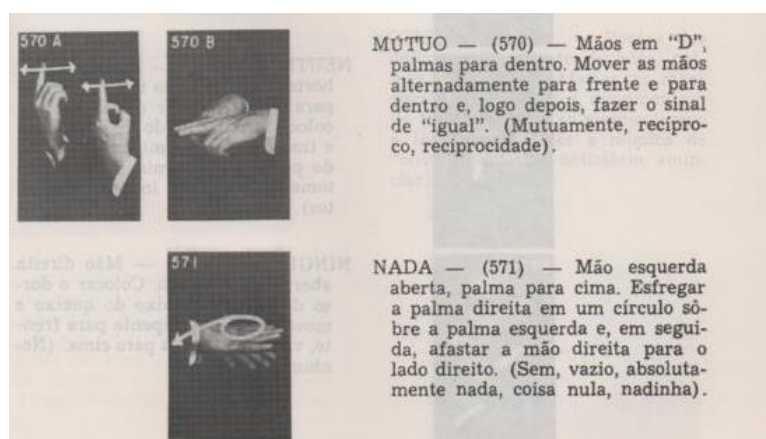 570 A
570 B
MÚTUO — (570) — Mãos em “D”,
palmas para dentro. Mover as mãos
alternadamente para frente e para
dentro e, logo depois, fazer o sinal
de “igual”. (Mutuamente, recípro-
co, reciprocidade).
571
NADA — (571) — Mão esquerda
aberta, palma para cima. Esfregar
a palma direita em um círculo sô-
bre a palma esquerda e, em segui-
da, afastar a mão direita para o
lado direito. (Sem, vazio, absoluta-
mente nada, coisa nula, nadinha).